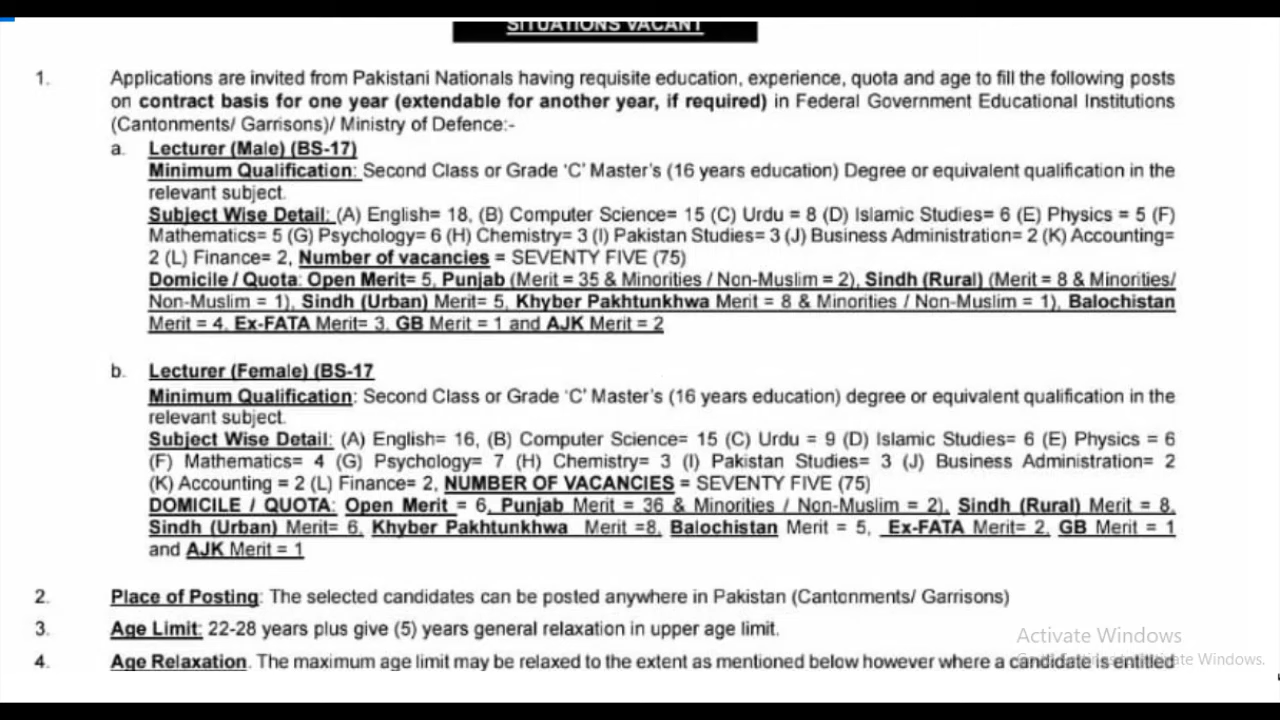 SITUATIONS VACANT
1. Applications are invited from Pakistani Nationals having requisite education, experience, quota and age to fill the following posts
on contract basis for one year (extendable for another year, if required) in Federal Government Educational Institutions
(Cantonments/ Garrisons)/ Ministry of Defence:-
a. Lecturer (Male) (BS-17)
Minimum Qualification: Second Class or Grade ‘C’ Master’s (16 years education) Degree or equivalent qualification in the
relevant subject.
Subject Wise Detail: (A) English= 18, (B) Computer Science= 15 (C) Urdu = 8 (D) Islamic Studies= 6 (E) Physics = 5 (F)
Mathematics= 5 (G) Psychology= 6 (H) Chemistry= 3 (I) Pakistan Studies= 3 (J) Business Administration= 2 (K) Accounting=
2 (L) Finance= 2, Number of vacancies = SEVENTY FIVE (75)
Domicile / Quota: Open Merit= 5, Punjab (Merit = 35 & Minorities / Non-Muslim = 2), Sindh (Rural) (Merit = 8 & Minorities/
Non-Muslim = 1), Sindh (Urban) Merit= 5, Khyber Pakhtunkhwa Merit = 8 & Minorities / Non-Muslim = 1), Balochistan
Merit = 4, Ex-FATA Merit= 3, GB Merit = 1 and AJK Merit = 2
b. Lecturer (Female) (BS-17
Minimum Qualification: Second Class or Grade ‘C’ Master’s (16 years education) degree or equivalent qualification in the
relevant subject.
Subject Wise Detail: (A) English= 16, (B) Computer Science= 15 (C) Urdu = 9 (D) Islamic Studies= 6 (E) Physics = 6
(F) Mathematics= 4 (G) Psychology= 7 (H) Chemistry= 3 (I) Pakistan Studies= 3 (J) Business Administration= 2
(K) Accounting = 2 (L) Finance= 2, NUMBER OF VACANCIES = SEVENTY FIVE (75)
DOMICILE / QUOTA: Open Merit = 6, Punjab Merit = 36 & Minorities / Non-Muslim = 2), Sindh (Rural) Merit = 8,
Sindh (Urban) Merit= 6, Khyber Pakhtunkhwa Merit =8, Balochistan Merit = 5, Ex-FATA Merit= 2, GB Merit = 1
and AJK Merit = 1
2. Place of Posting: The selected candidates can be posted anywhere in Pakistan (Cantonments/ Garrisons)
3. Age Limit: 22-28 years plus give (5) years general relaxation in upper age limit.
Activate Windows
4. Age Relaxation. The maximum age limit may be relaxed to the extent as mentioned below however where a candidate is entitled
Activate Windows.